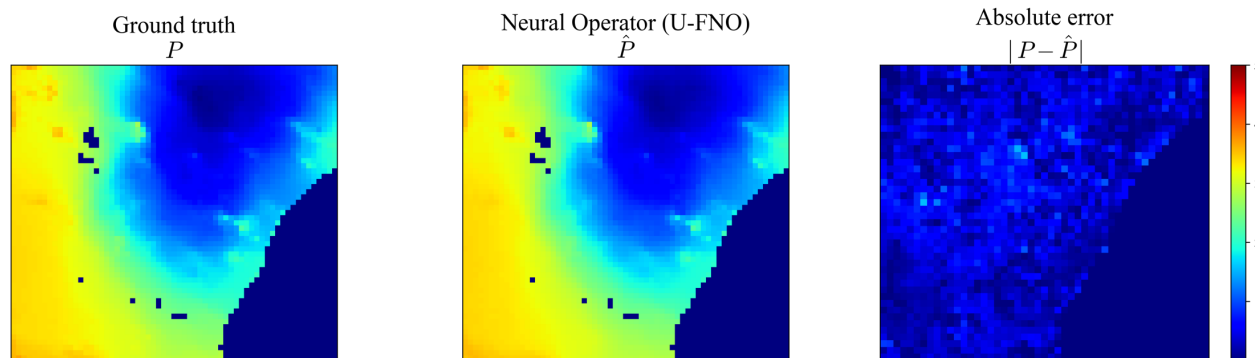 Ground truth
P
Neural Operator (U-FNO)
P̂
Absolute error
| P − P̂|